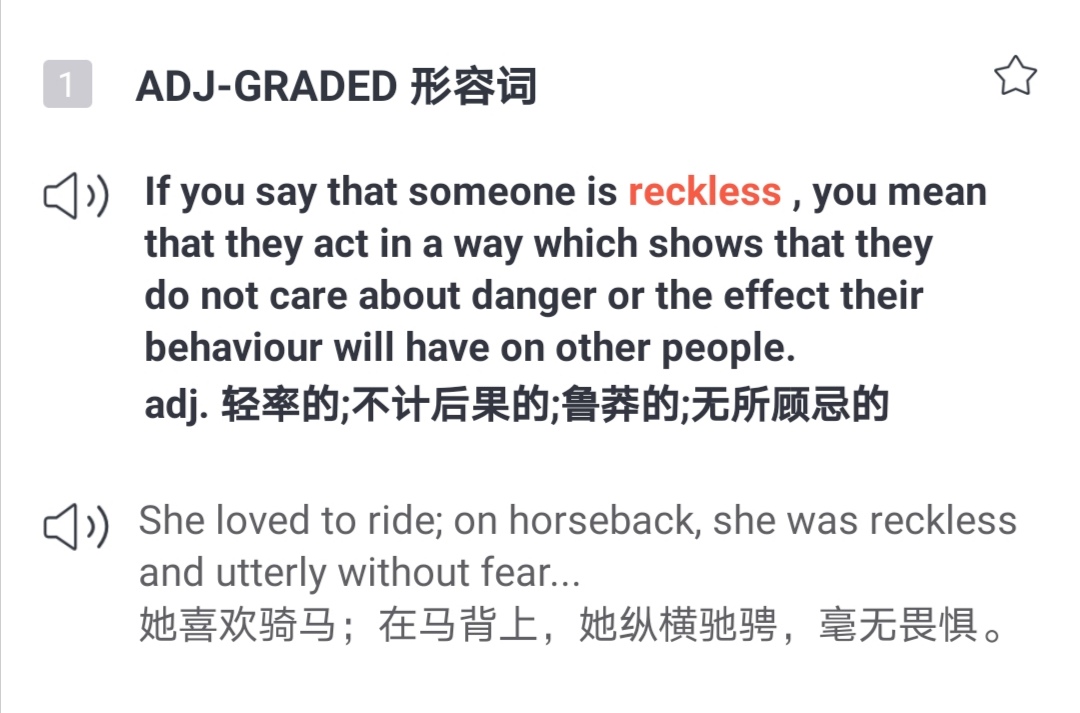 1 ADJ-GRADED 形容词
If you say that someone is reckless , you mean
that they act in a way which shows that they
do not care about danger or the effect their
behaviour will have on other people.
adj. 轻率的;不计后果的;鲁莽的;无所顾忌的
She loved to ride; on horseback, she was reckless
and utterly without fear...
她喜欢骑马；在马背上，她纵横驰骋，毫无畏惧。